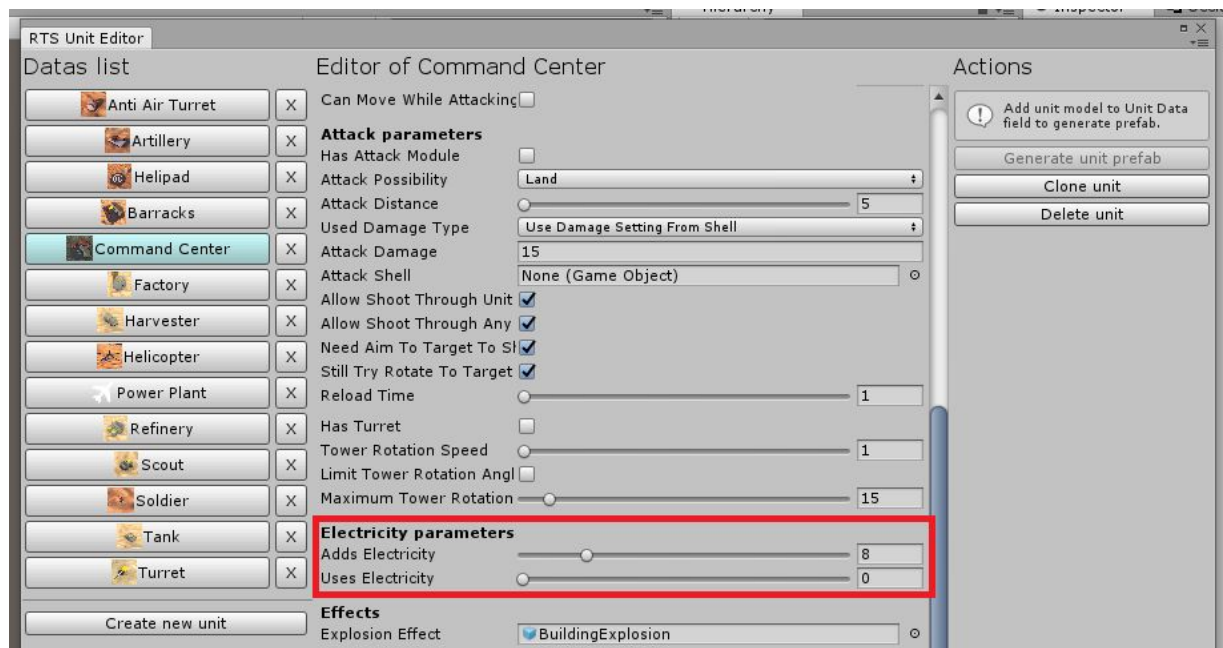 Hierarchy
Inspector
RTS Unit Editor
Datas list
Anti Air Turret X
Artillery X
Helipad X
Barracks X
Command Center X
Factory X
Harvester X
Helicopter X
Power Plant X
Refinery X
Scout X
Soldier X
Tank X
Turret X
Create new unit
Editor of Command Center
Can Move While Attacking
Attack parameters
Has Attack Module
Attack Possibility Land
Attack Distance 5
Used Damage Type Use Damage Setting From Shell
Attack Damage 15
Attack Shell None (Game Object)
Allow Shoot Through Unit
Allow Shoot Through Any
Need Aim To Target To Sh
Still Try Rotate To Target
Reload Time 1
Has Turret
Tower Rotation Speed 1
Limit Tower Rotation Angl
Maximum Tower Rotation 15
Electricity parameters
Adds Electricity 8
Uses Electricity 0
Effects
Explosion Effect BuildingExplosion
Actions
Add unit model to Unit Data
field to generate prefab.
Generate unit prefab
Clone unit
Delete unit